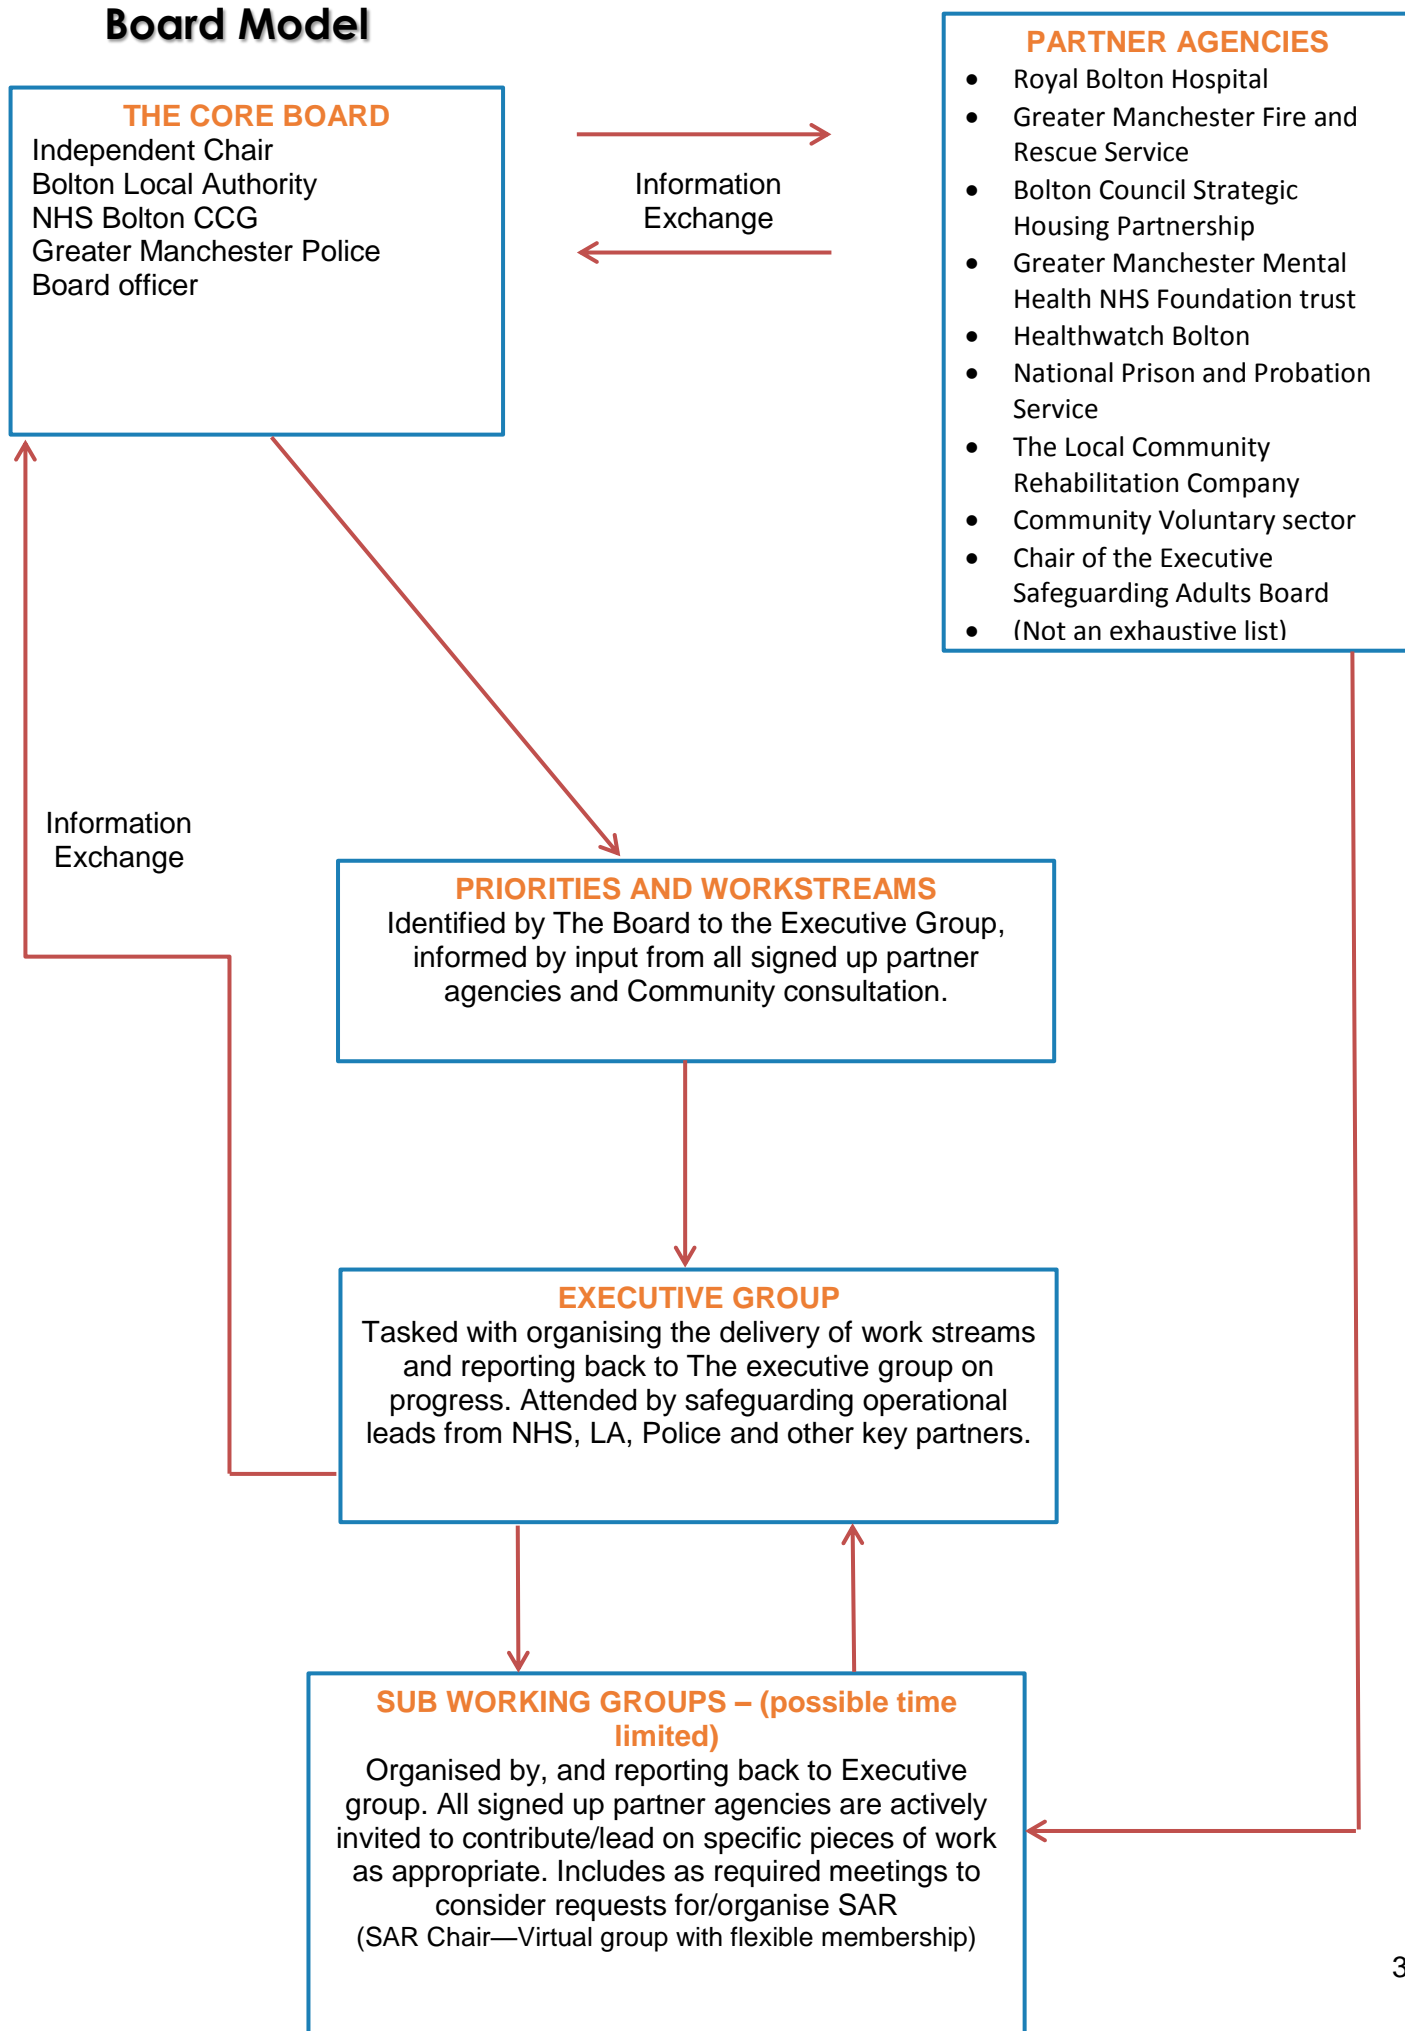 Board Model
THE CORE BOARD
Independent Chair
Bolton Local Authority
NHS Bolton CCG
Greater Manchester Police
Board officer
Information
Exchange
PARTNER AGENCIES
• Royal Bolton Hospital
• Greater Manchester Fire and
Rescue Service
• Bolton Council Strategic
Housing Partnership
• Greater Manchester Mental
Health NHS Foundation trust
• Healthwatch Bolton
• National Prison and Probation
Service
• The Local Community
Rehabilitation Company
• Community Voluntary sector
• Chair of the Executive
Safeguarding Adults Board
• (Not an exhaustive list)
Information
Exchange
PRIORITIES AND WORKSTREAMS
Identified by The Board to the Executive Group,
informed by input from all signed up partner
agencies and Community consultation.
EXECUTIVE GROUP
Tasked with organising the delivery of work streams
and reporting back to The executive group on
progress. Attended by safeguarding operational
leads from NHS, LA, Police and other key partners.
SUB WORKING GROUPS – (possible time
limited)
Organised by, and reporting back to Executive
group. All signed up partner agencies are actively
invited to contribute/lead on specific pieces of work
as appropriate. Includes as required meetings to
consider requests for/organise SAR
(SAR Chair—Virtual group with flexible membership)
3